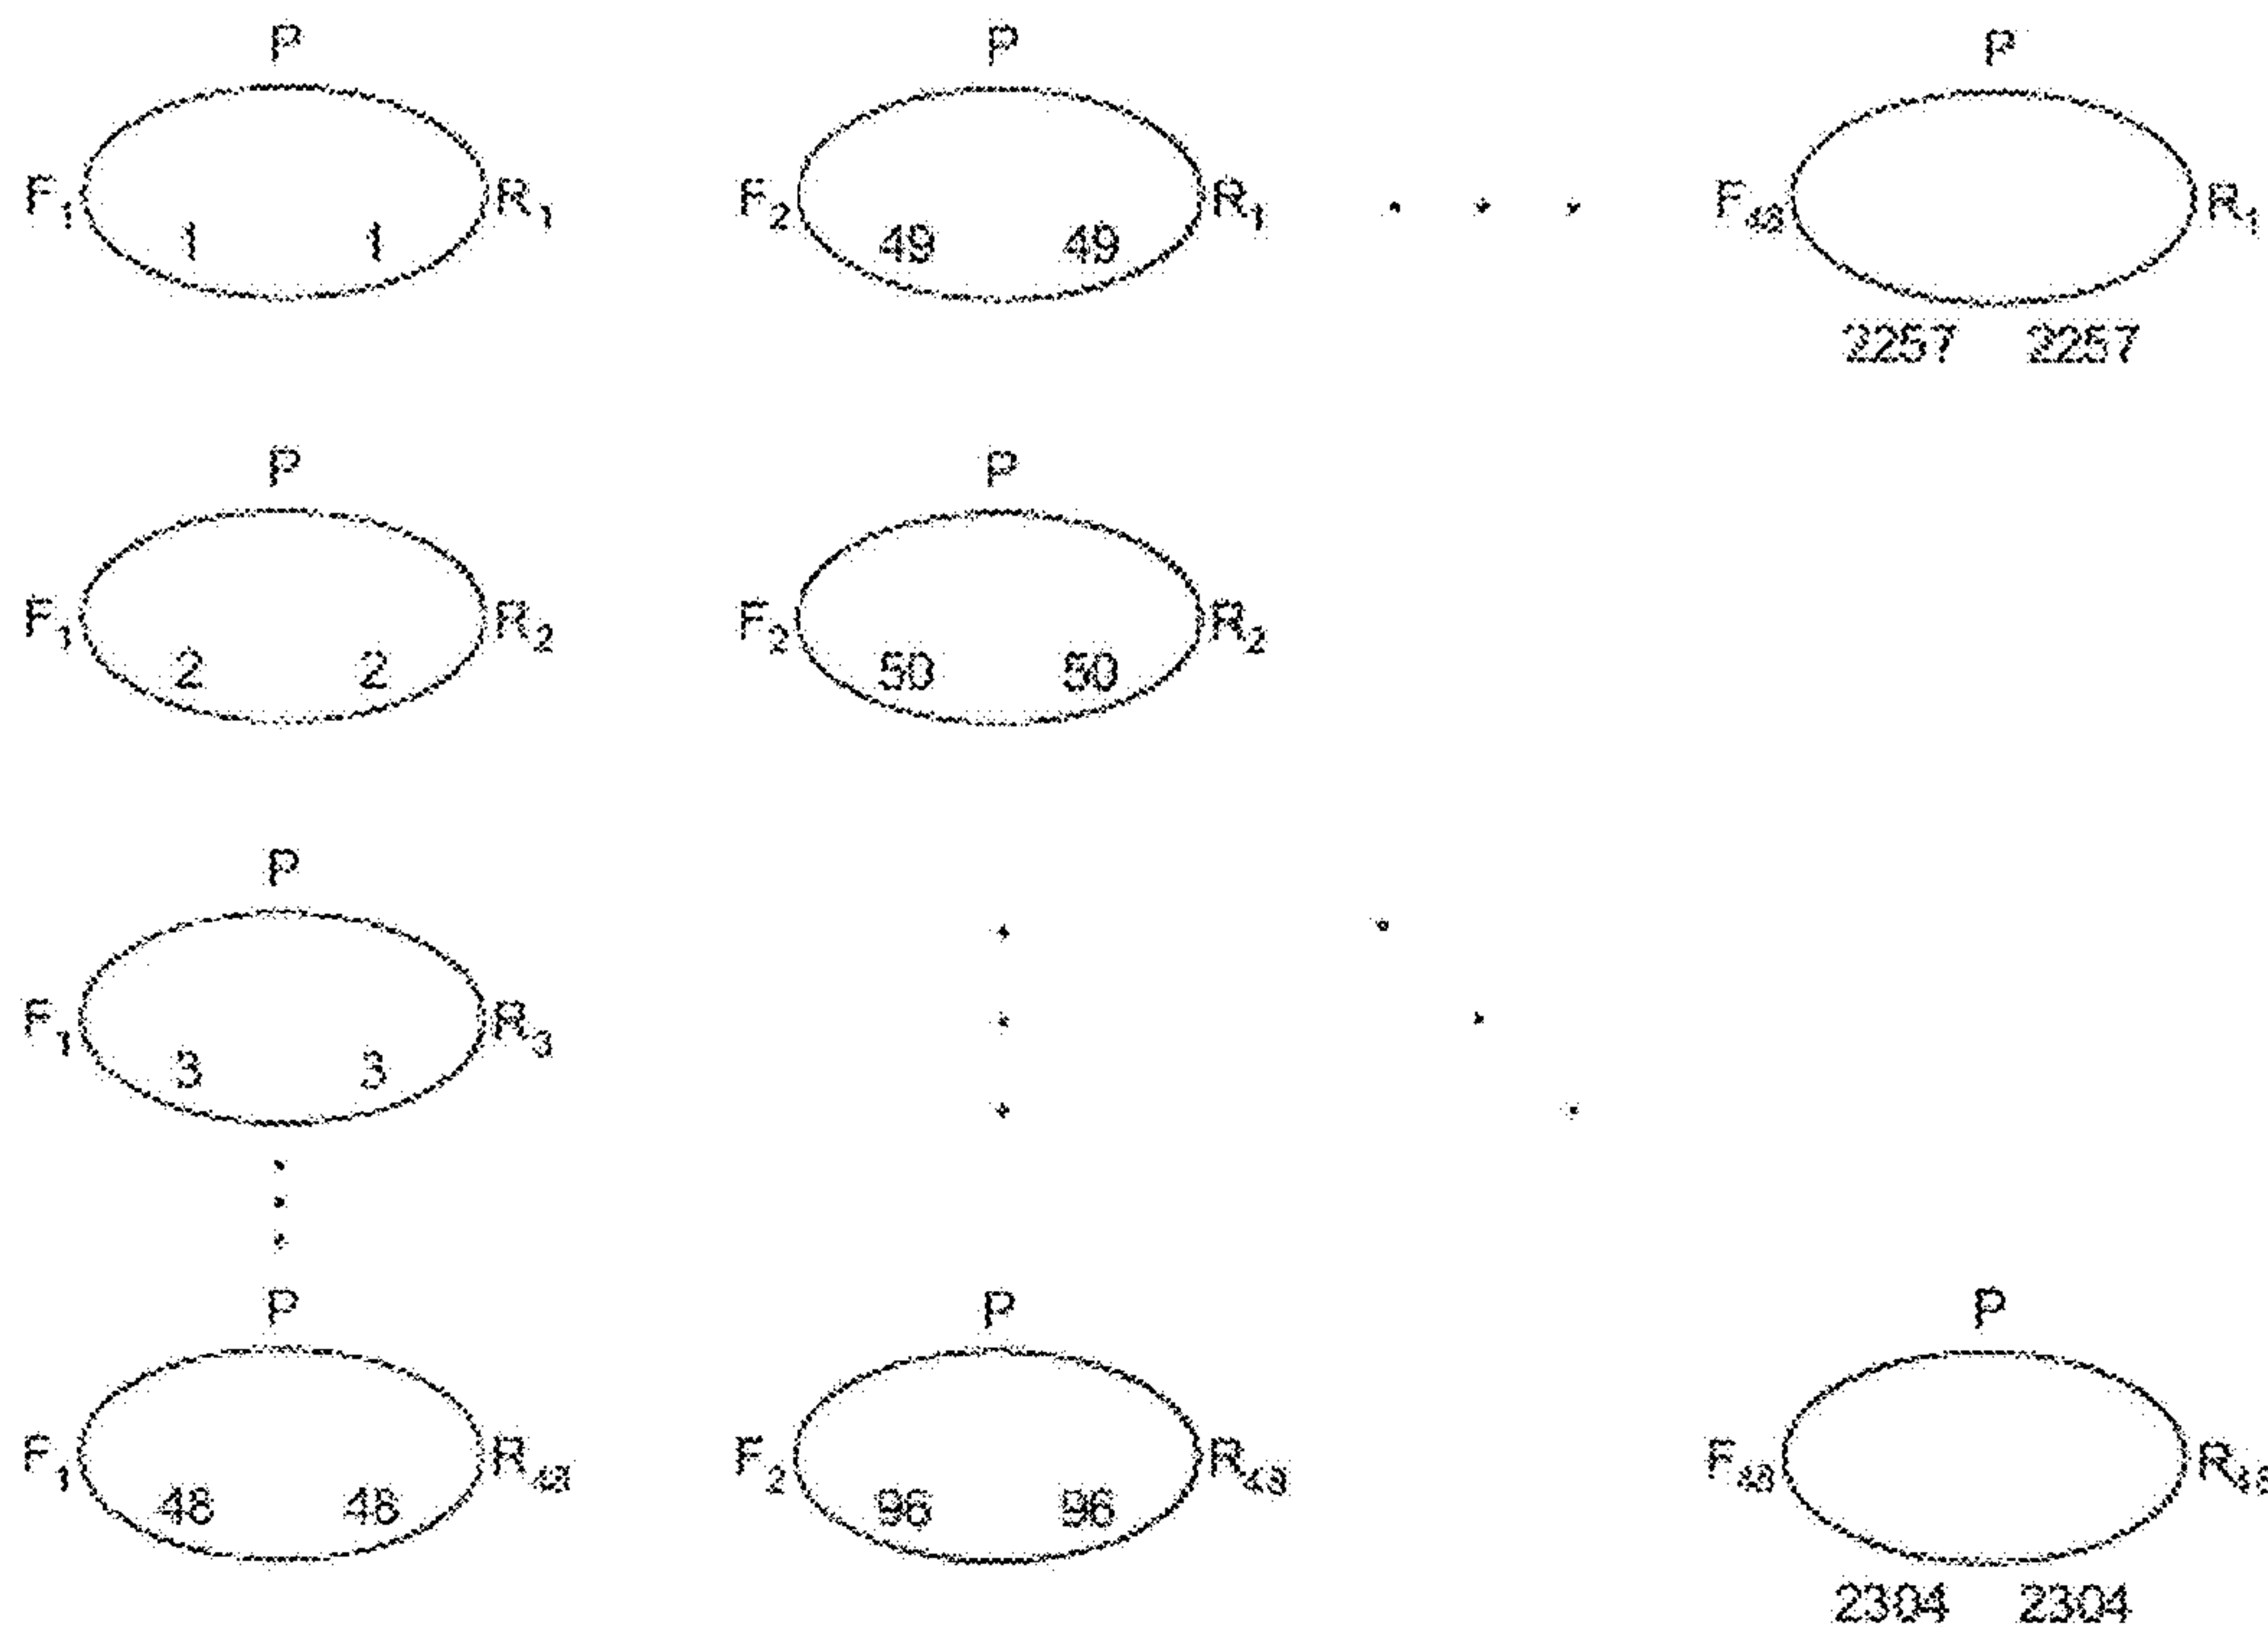 P P P
F1 R1 F2 R1 F48 R1
1 1 49 49
2257 2257
P P
F1 R2 F2 R2
2 2 50 50
P
F1 R3
3 3
P P P
F1 R48 F2 R48 F48 R48
48 48 96 96
2304 2304